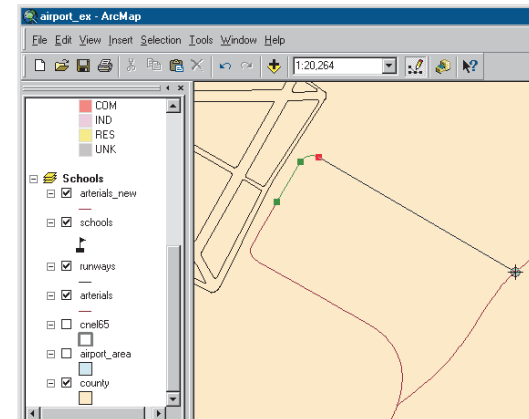 airport_ex - ArcMap
File Edit View Insert Selection Tools Window Help
1:20,264
COM
IND
RES
UNK
Schools
arterials_new
schools
runways
arterials
cnel65
airport_area
county